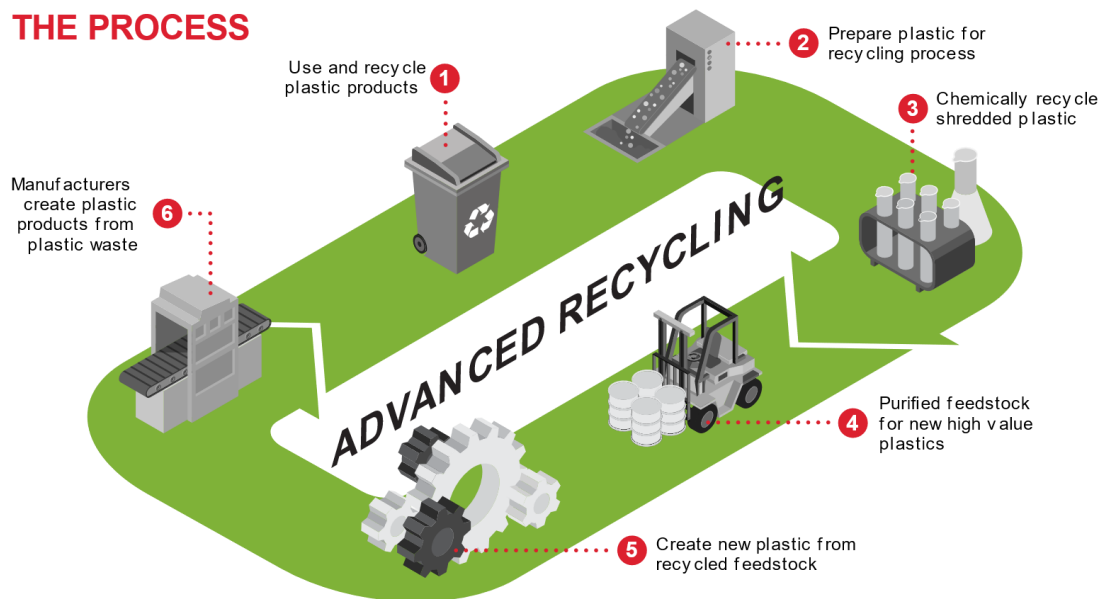 THE PROCESS
1
Use and recycle
plastic products
2
Prepare plastic for
recycling process
3
Chemically recycle
shredded plastic
4
Purified feedstock
for new high value
plastics
5
Create new plastic from
recycled feedstock
6
Manufacturers
create plastic
products from
plastic waste
ADVANCED RECYCLING